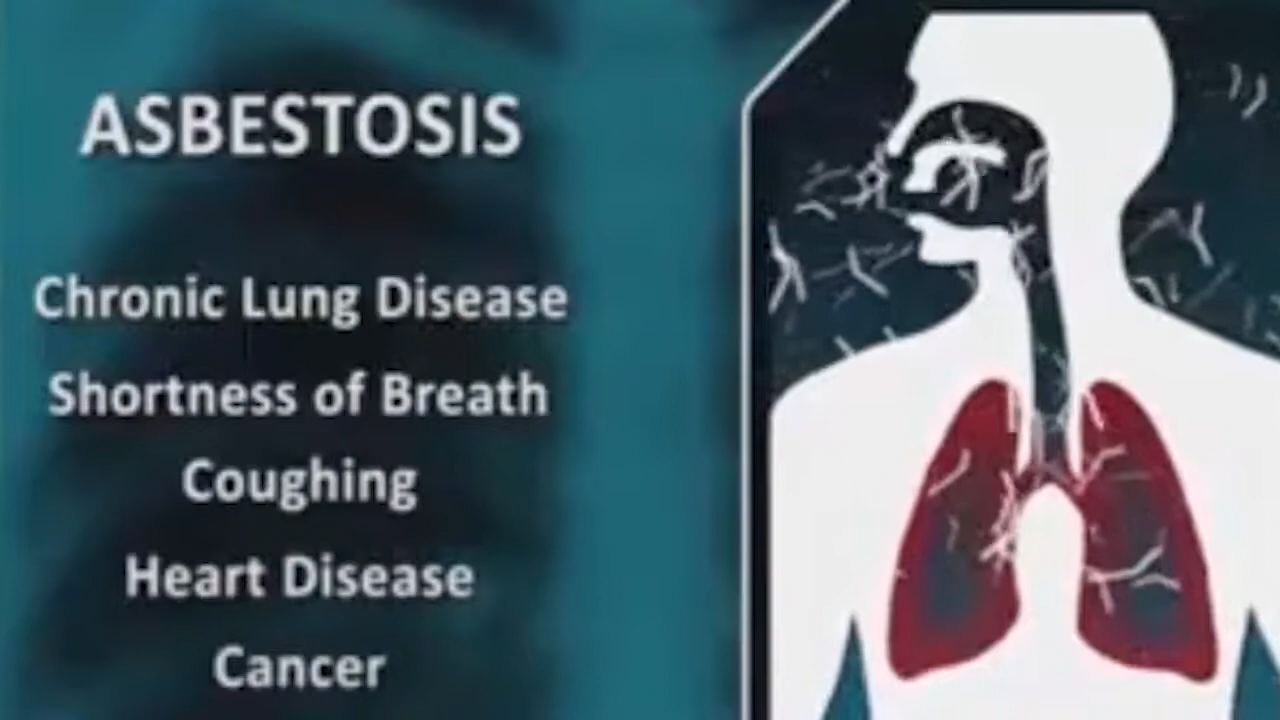 ASBESTOSIS
Chronic Lung Disease
Shortness of Breath
Coughing
Heart Disease
Cancer